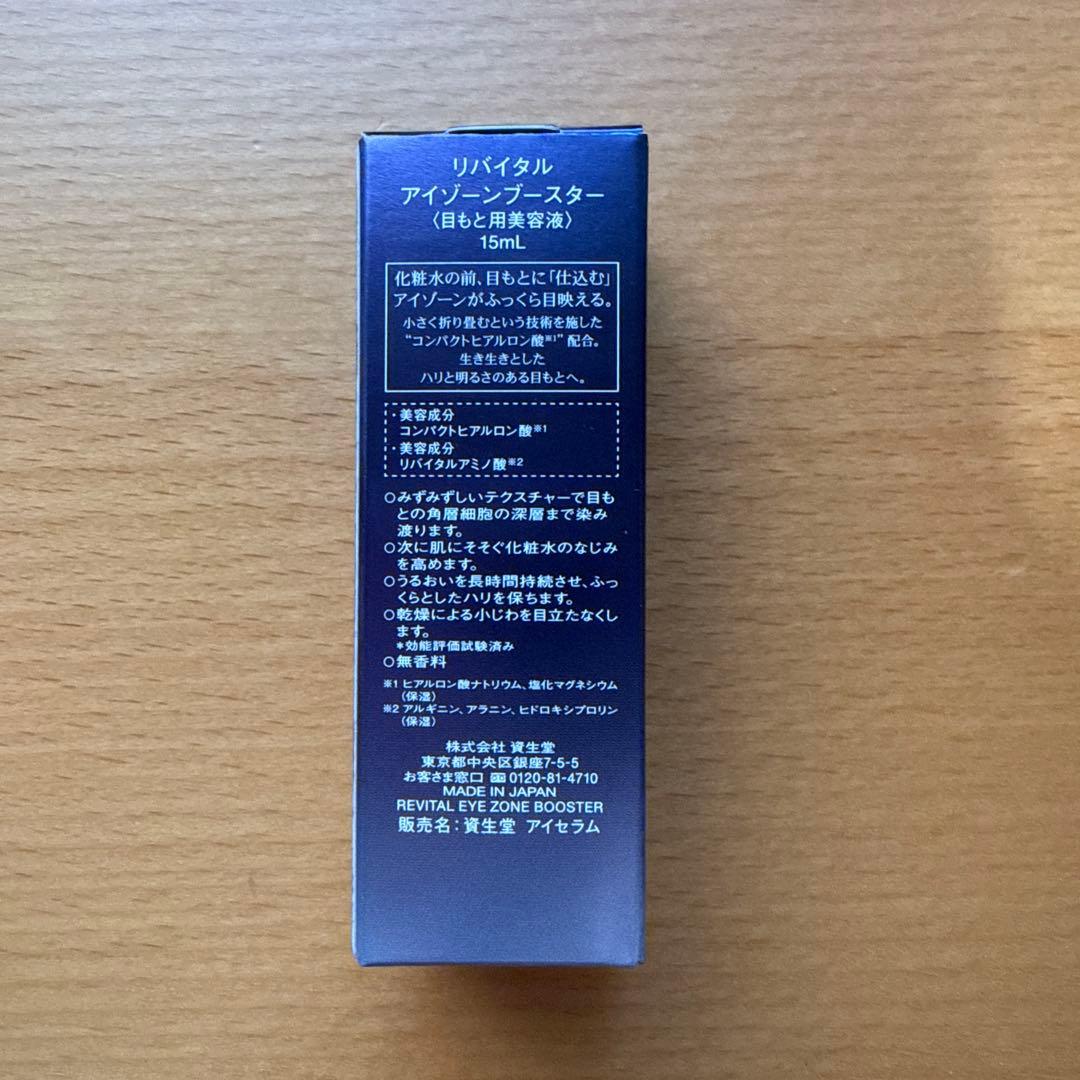 リバイタル
アイゾーンブースター
〈目もと用美容液〉
15mL
化粧水の前、目もとに「仕込む」
アイゾーンがふっくら目映える。
小さく折り畳むという技術を施した
“コンパクトヒアルロン酸※1”配合。
生き生きとした
ハリと明るさのある目もとへ。
・美容成分
コンパクトヒアルロン酸※1
・美容成分
リバイタルアミノ酸※2
○みずみずしいテクスチャーで目も
との角層細胞の深層まで染み
渡ります。
○次に肌にそそぐ化粧水のなじみ
を高めます。
○うるおいを長時間持続させ、ふっ
くらとしたハリを保ちます。
○乾燥による小じわを目立たなくし
ます。
*効能評価試験済み
○無香料
※1 ヒアルロン酸ナトリウム、塩化マグネシウム
（保湿）
※2 アルギニン、アラニン、ヒドロキシプロリン
（保湿）
株式会社 資生堂
東京都中央区銀座7-5-5
お客さま窓口 0120-81-4710
MADE IN JAPAN
REVITAL EYE ZONE BOOSTER
販売名：資生堂 アイセラム